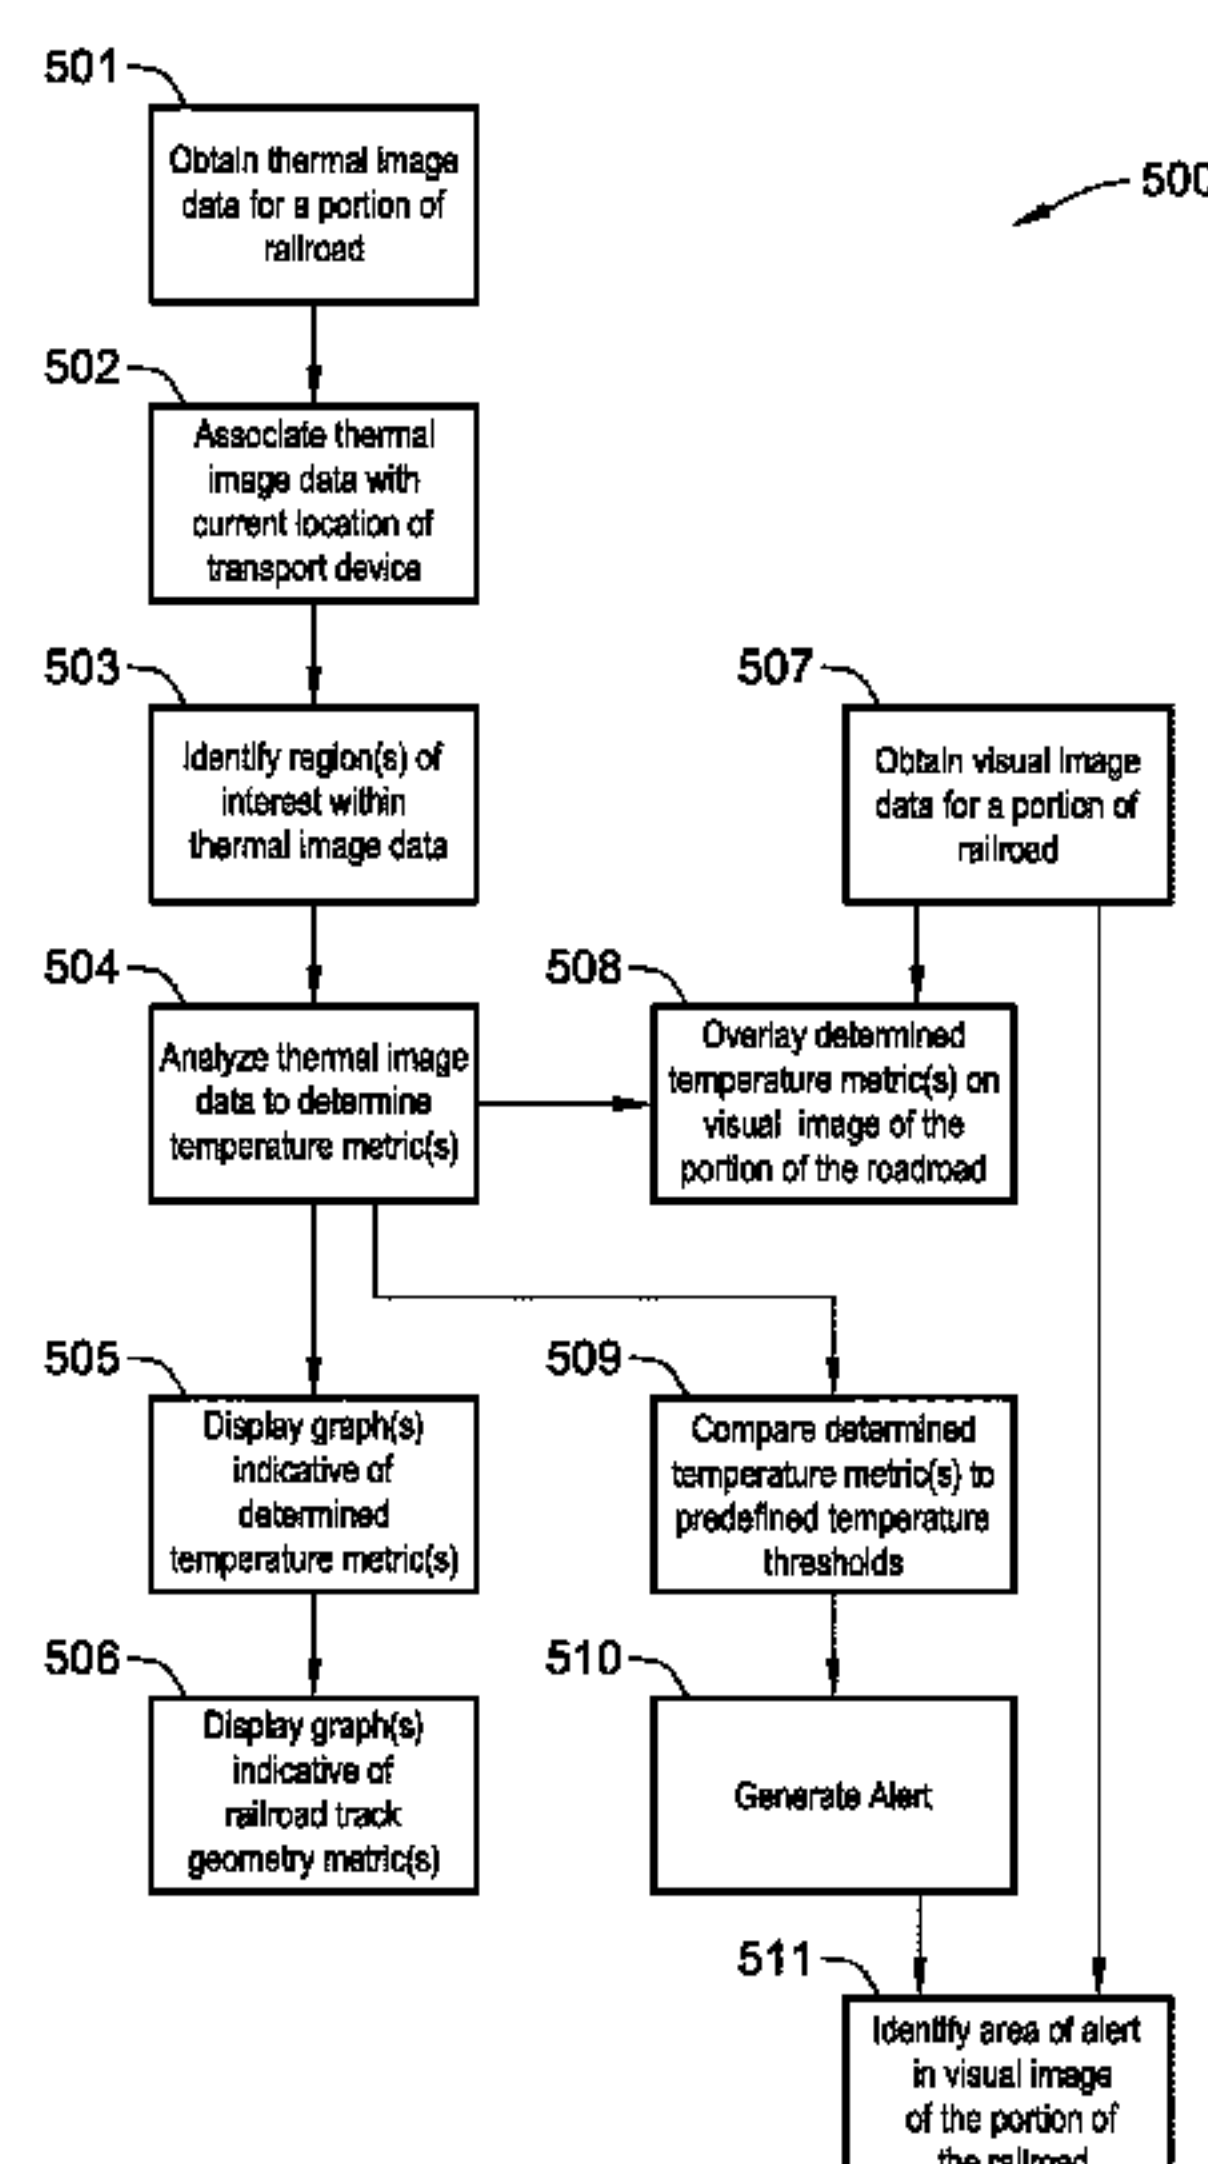 501
Obtain thermal image
data for a portion of
railroad
500
502
Associate thermal
image data with
current location of
transport device
503
Identify region(s) of
interest within
thermal image data
507
Obtain visual image
data for a portion of
railroad
504
Analyze thermal image
data to determine
temperature metric(s)
508
Overlay determined
temperature metric(s) on
visual image of the
portion of the roadroad
505
Display graph(s)
indicative of
determined
temperature metric(s)
509
Compare determined
temperature metric(s) to
predefined temperature
thresholds
506
Display graph(s)
indicative of
railroad track
geometry metric(s)
510
Generate Alert
511
Identify area of alert
in visual image
of the portion of
the railroad